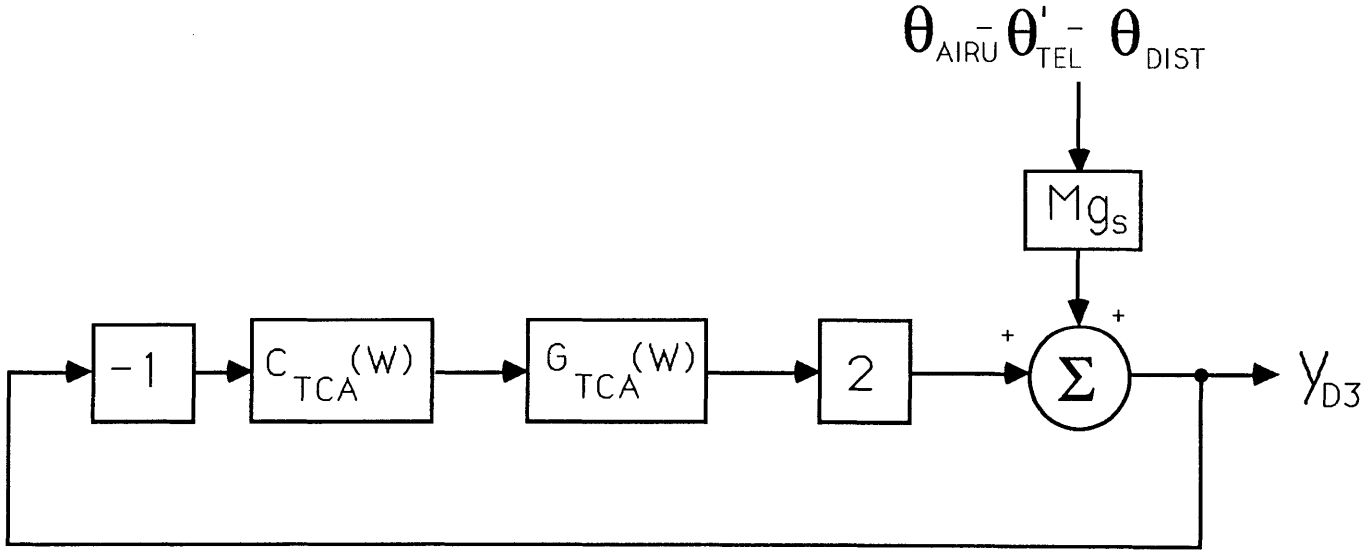 θAIRU - θ'TEL - θDIST
Mgs
+
+
-1
CTCA(W)
GTCA(W)
2
Σ
YD3